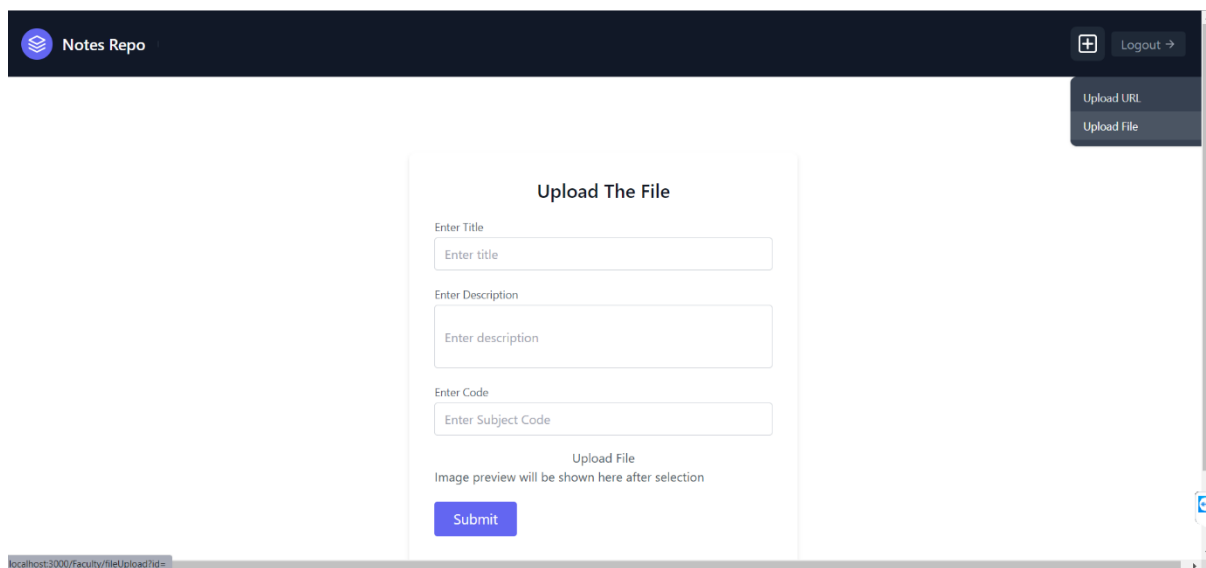 Notes Repo
Logout →
Upload URL
Upload File
Upload The File
Enter Title
Enter title
Enter Description
Enter description
Enter Code
Enter Subject Code
Upload File
Image preview will be shown here after selection
Submit
localhost:3000/Faculty/fileUpload?id=